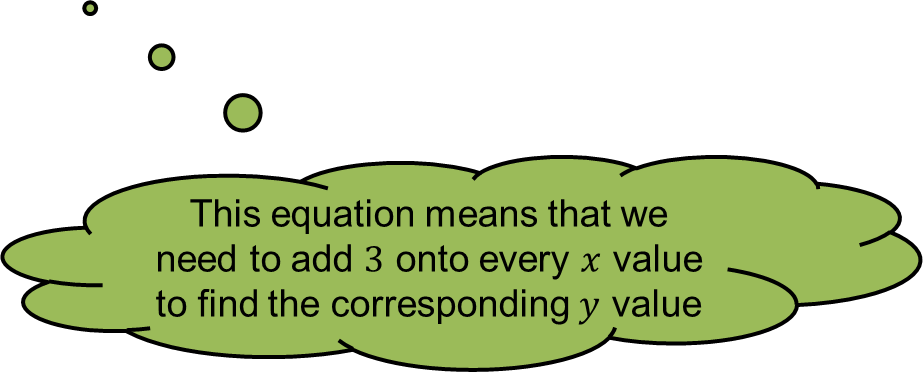 This equation means that we
need to add 3 onto every x value
to find the corresponding y value